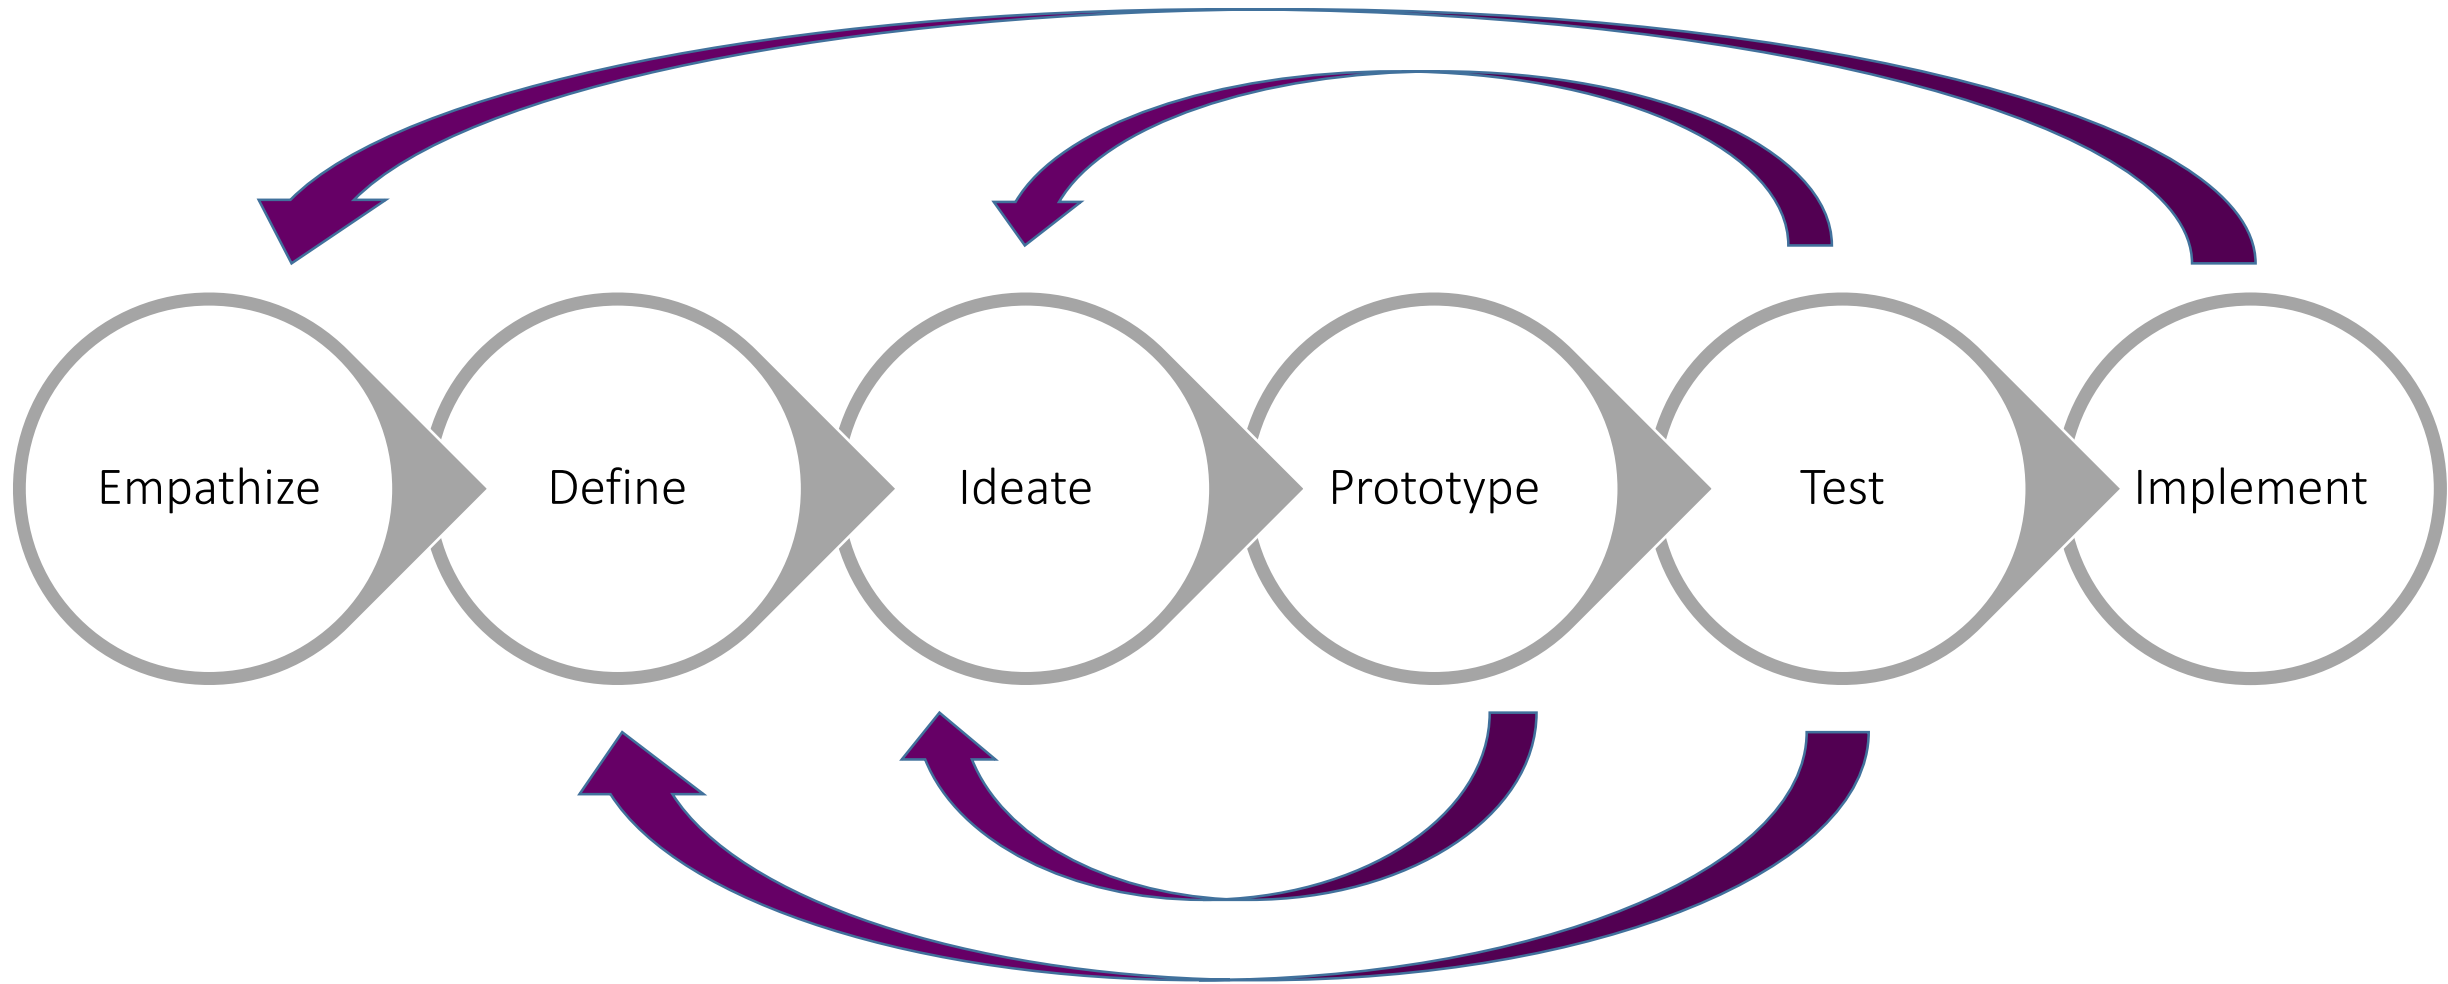 Empathize
Define
Ideate
Prototype
Test
Implement